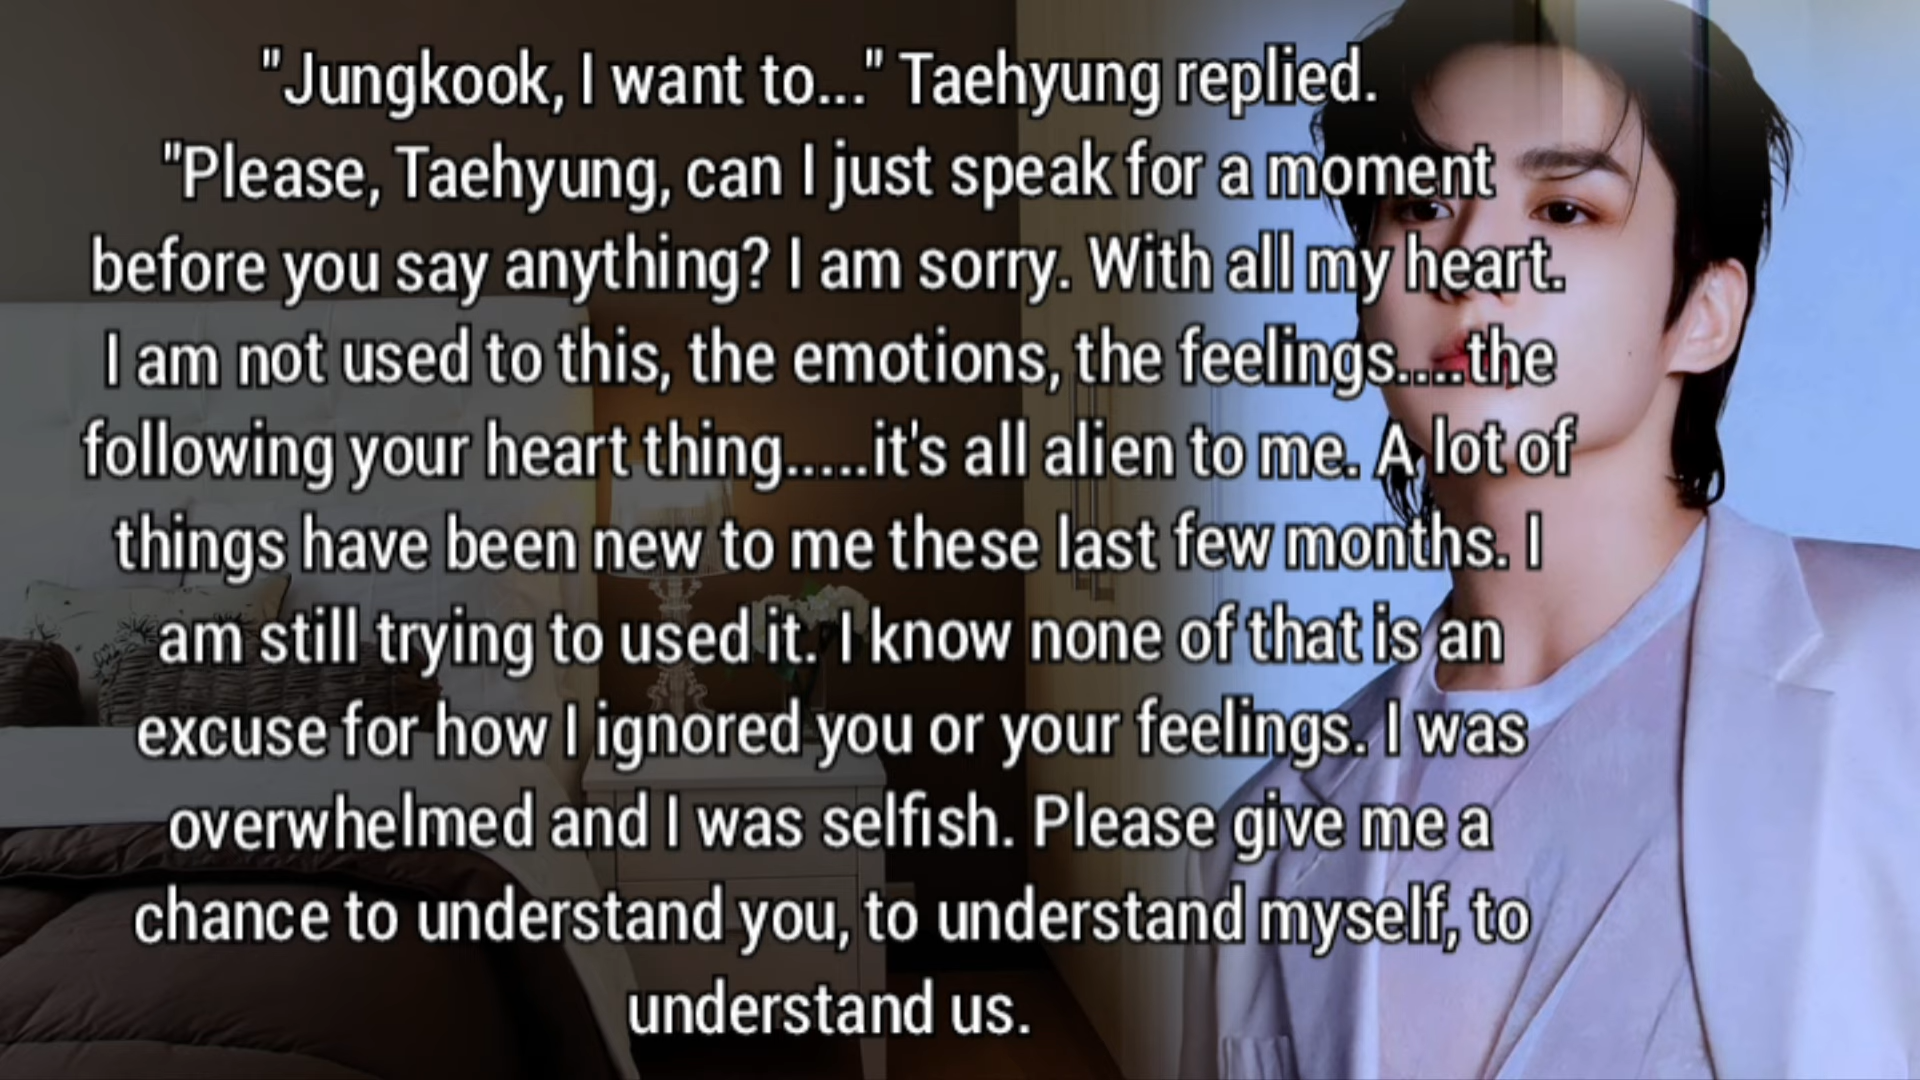 "Jungkook, I want to..." Taehyung replied.
"Please, Taehyung, can I just speak for a moment
before you say anything? I am sorry. With all my heart.
I am not used to this, the emotions, the feelings....the
following your heart thing.....it's all alien to me. A lot of
things have been new to me these last few months. I
am still trying to used it. I know none of that is an
excuse for how I ignored you or your feelings. I was
overwhelmed and I was selfish. Please give me a
chance to understand you, to understand myself, to
understand us.